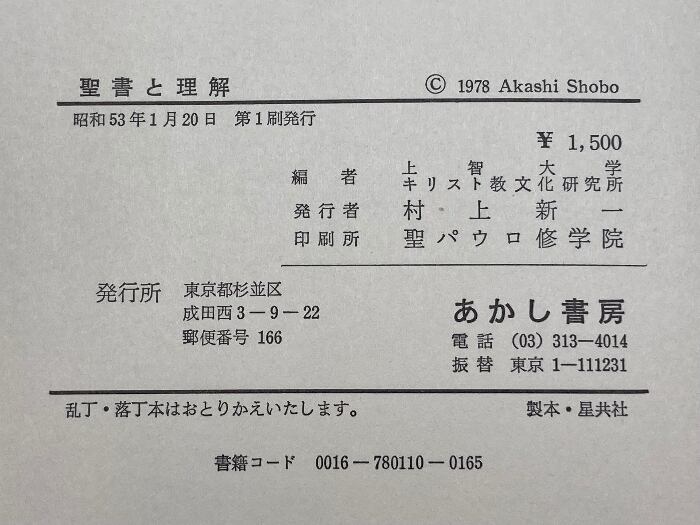 聖書と理解
© 1978 Akashi Shobo
昭和53年1月20日 第1刷発行
¥ 1,500
編者 上智大学
キリスト教文化研究所
発行者 村上新一
印刷所 聖パウロ修学院
発行所 東京都杉並区
成田西3－9－22
郵便番号 166
あかし書房
電話 (03) 313－4014
振替 東京 1－111231
乱丁・落丁本はおとりかえいたします。
製本・星共社
書籍コード 0016－780110－0165